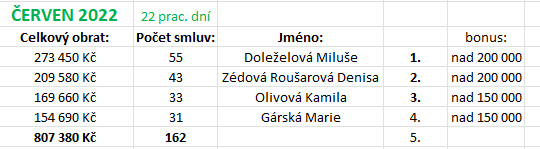 ČERVEN 2022 22 prac. dní
Celkový obrat: Počet smluv: Jméno: bonus:
273 450 Kč 55 Doleželová Miluše 1. nad 200 000
209 580 Kč 43 Zédová Roušarová Denisa 2. nad 200 000
169 660 Kč 33 Olivová Kamila 3. nad 150 000
154 690 Kč 31 Gárská Marie 4. nad 150 000
807 380 Kč 162 5.